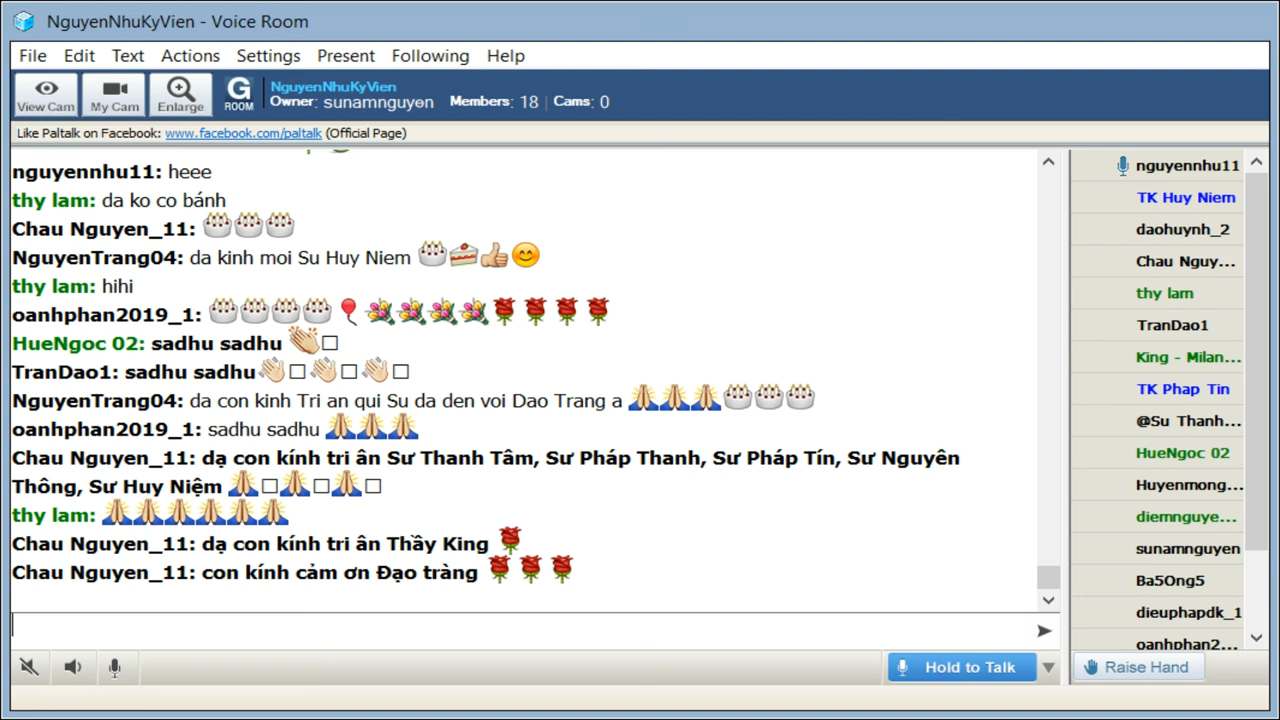 NguyenNhuKyVien - Voice Room
File Edit Text Actions Settings Present Following Help
View Cam My Cam Enlarge G ROOM
NguyenNhuKyVien
Owner: sunamnguyen Members: 18 | Cams: 0
Like Paltalk on Facebook: www.facebook.com/paltalk (Official Page)
nguyennhu11: heee
thy lam: da ko co bánh
Chau Nguyen_11: 🎂🎂🎂
NguyenTrang04: da kinh moi Su Huy Niem 🎂🍰👍😊
thy lam: hihi
oanhphan2019_1: 🎂🎂🎂🎂🎈💐💐💐💐🌹🌹🌹🌹
HueNgoc 02: sadhu sadhu 👏□
TranDao1: sadhu sadhu👏□👏□👏□
NguyenTrang04: da con kinh Tri an qui Su da den voi Dao Trang a 🙏🙏🙏🎂🎂🎂
oanhphan2019_1: sadhu sadhu 🙏🙏🙏
Chau Nguyen_11: dạ con kính tri ân Sư Thanh Tâm, Sư Pháp Thanh, Sư Pháp Tín, Sư Nguyên
Thông, Sư Huy Niệm 🙏□🙏□🙏□
thy lam: 🙏🙏🙏🙏🙏🙏
Chau Nguyen_11: dạ con kính tri ân Thầy King 🌹
Chau Nguyen_11: con kính cảm ơn Đạo tràng 🌹🌹🌹
Hold to Talk
nguyennhu11
TK Huy Niem
daohuynh_2
Chau Nguy...
thy lam
TranDao1
King - Milan...
TK Phap Tin
@Su Thanh...
HueNgoc 02
Huyenmong...
diemnguye...
sunamnguyen
Ba5Ong5
dieuphapdk_1
oanhphan2...
Raise Hand